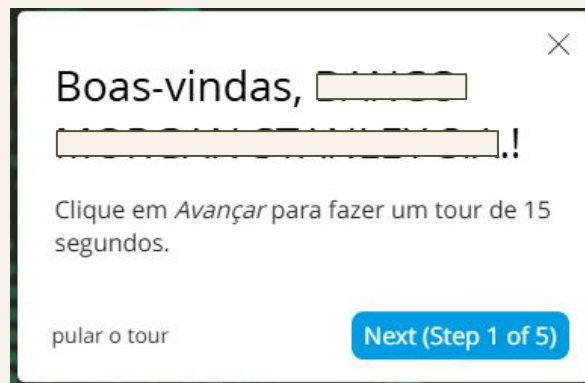 Boas-vindas,
.!
Clique em Avançar para fazer um tour de 15
segundos.
pular o tour
Next (Step 1 of 5)